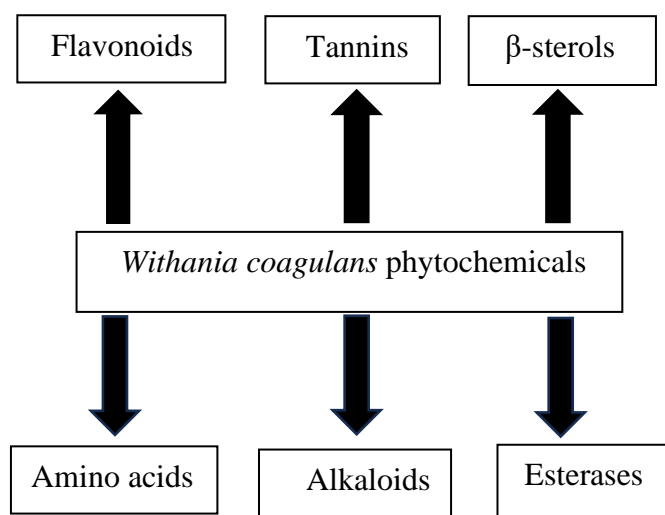 Flavonoids
Tannins
β-sterols
Withania coagulans phytochemicals
Amino acids
Alkaloids
Esterases